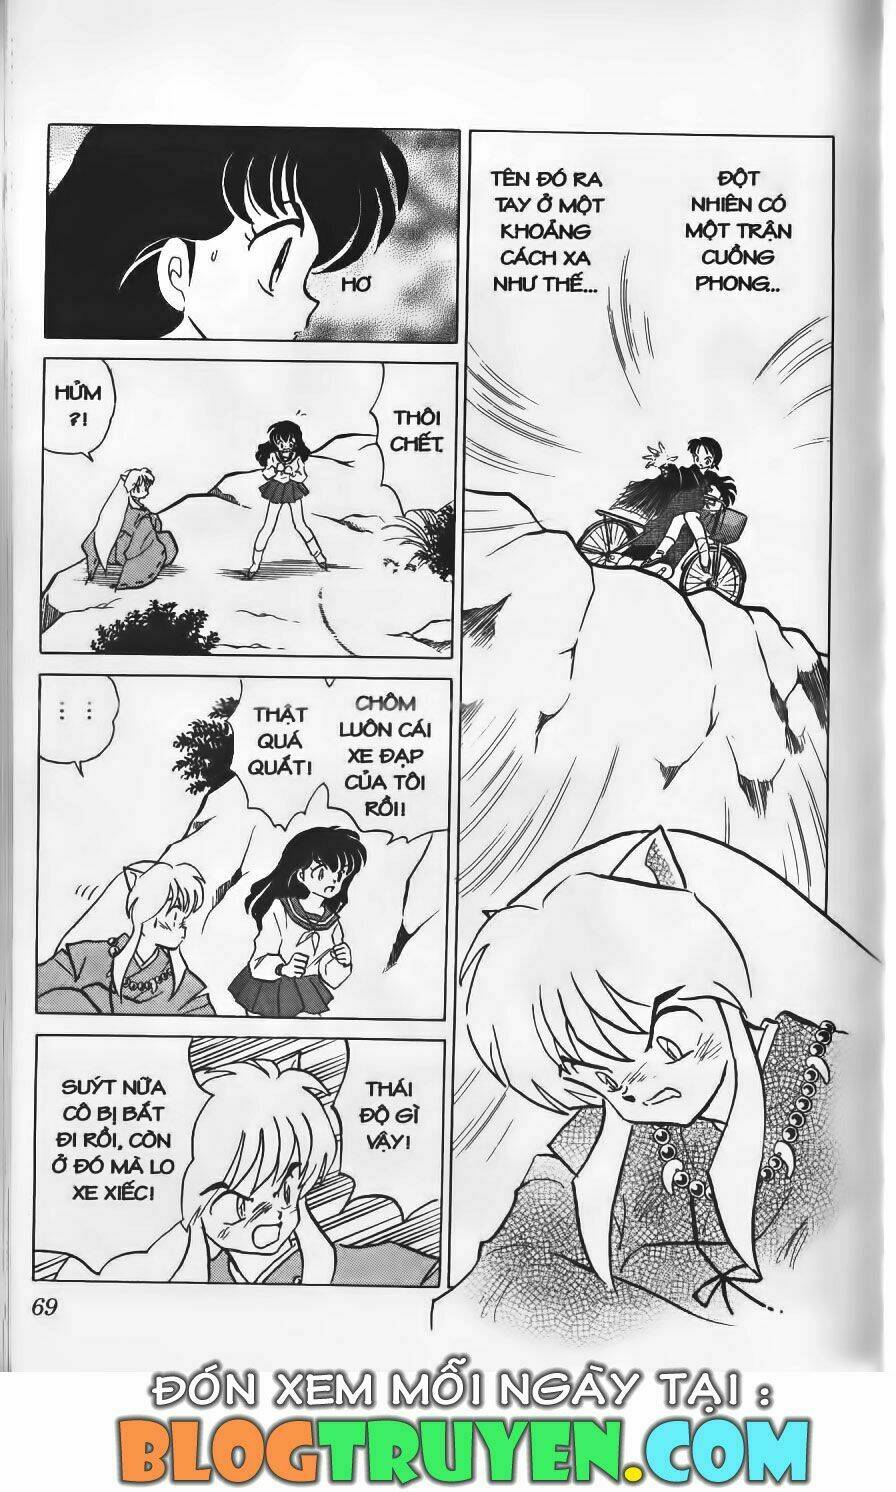 ĐỘT
NHIÊN CÓ
MỘT TRẬN
CUỒNG
PHONG...
TÊN ĐÓ RA
TAY Ở MỘT
KHOẢNG
CÁCH XA
NHƯ THẾ...
HƠ
THÔI
CHẾT.
HỬM
?!
CHÔM
LUÔN CÁI
XE ĐẠP
CỦA TÔI
RỒI!
THẬT
QUÁ
QUẮT!
... ...
THÁI
ĐỘ GÌ
VẬY!
SUÝT NỮA
CÔ BỊ BẮT
ĐI RỒI, CÒN
Ở ĐÓ MÀ LO
XE XIẾC!
69
ĐÓN XEM MỖI NGÀY TẠI :
BLOGTRUYEN.COM